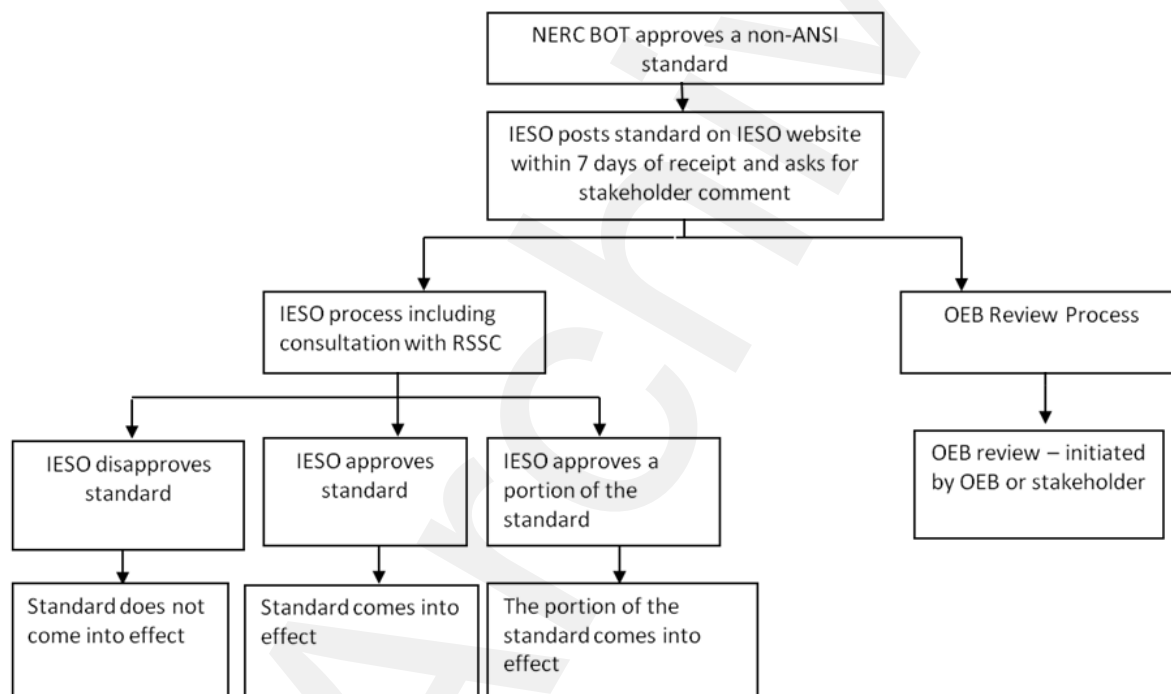 NERC BOT approves a non-ANSI
standard
IESO posts standard on IESO website
within 7 days of receipt and asks for
stakeholder comment
IESO process including
consultation with RSSC
OEB Review Process
IESO disapproves
standard
IESO approves
standard
IESO approves a
portion of the
standard
OEB review – initiated
by OEB or stakeholder
Standard does not
come into effect
Standard comes into
effect
The portion of the
standard comes into
effect
Archiv